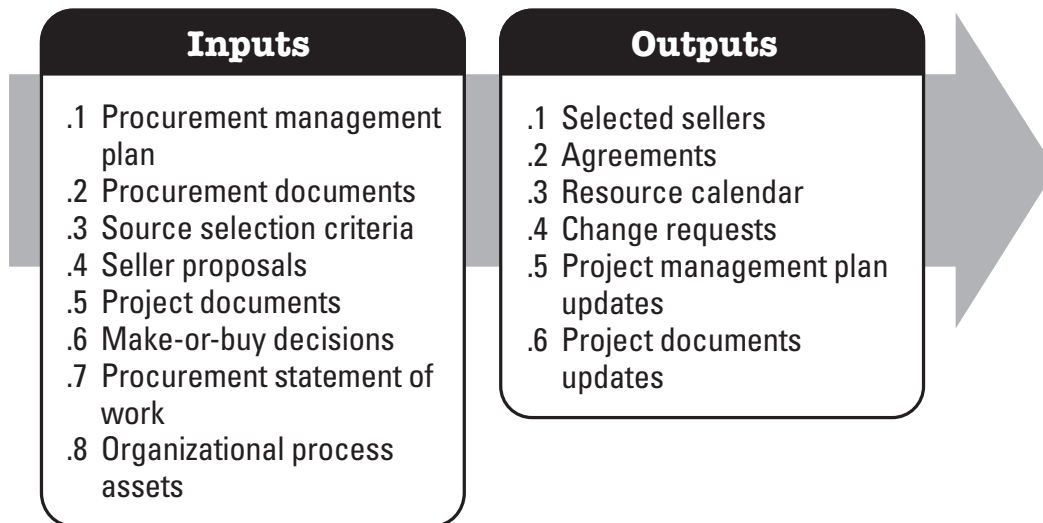 Inputs
.1 Procurement management
plan
.2 Procurement documents
.3 Source selection criteria
.4 Seller proposals
.5 Project documents
.6 Make-or-buy decisions
.7 Procurement statement of
work
.8 Organizational process
assets
Outputs
.1 Selected sellers
.2 Agreements
.3 Resource calendar
.4 Change requests
.5 Project management plan
updates
.6 Project documents
updates